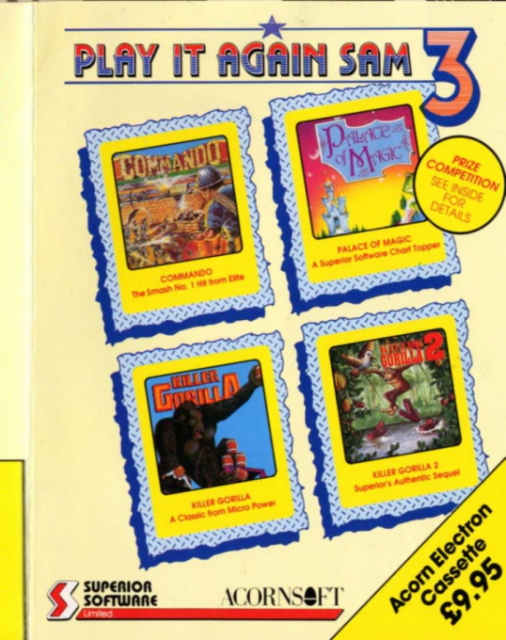 PLAY IT AGAIN SAM 3
COMMANDO
COMMANDO
The Smash No. 1 Hit from Elite
PALACE
of MAGIC
PALACE OF MAGIC
A Superior Software Chart Topper
PRIZE
COMPETITION
SEE INSIDE
FOR
DETAILS
KILLER
GORILLA
KILLER GORILLA
A Classic from Micro Power
KILLER
GORILLA 2
KILLER GORILLA 2
Superior's Authentic Sequel
SUPERIOR
SOFTWARE
Limited
ACORNSOFT
Acorn Electron
Cassette
£9.95